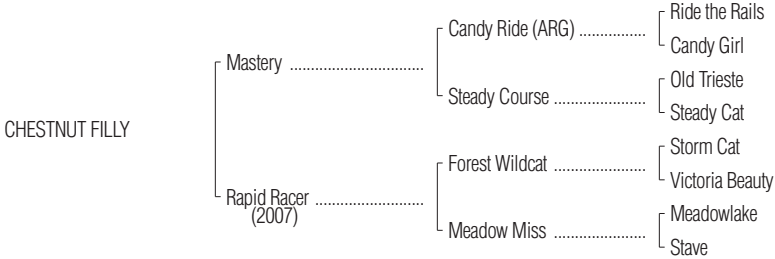 CHESTNUT FILLY
Mastery ................................
Rapid Racer ..........................
(2007)
Candy Ride (ARG) ................
Steady Course ......................
Forest Wildcat ......................
Meadow Miss ......................
Ride the Rails
Candy Girl
Old Trieste
Steady Cat
Storm Cat
Victoria Beauty
Meadowlake
Stave